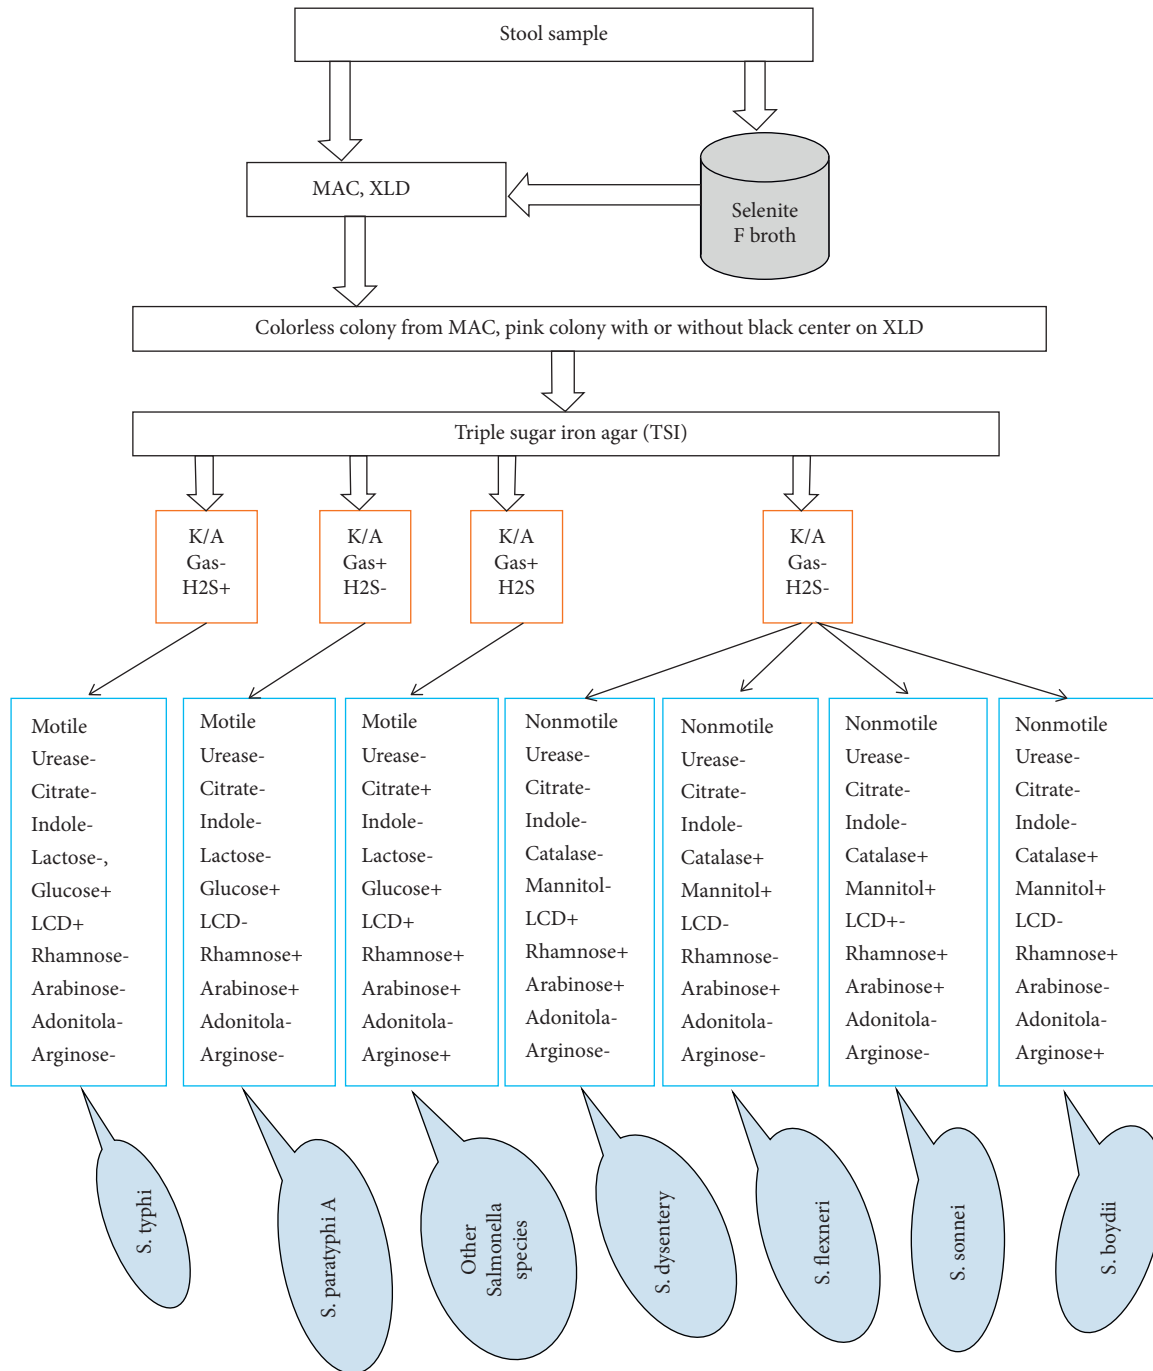 Stool sample
MAC, XLD
Selenite
F broth
Colorless colony from MAC, pink colony with or without black center on XLD
Triple sugar iron agar (TSI)
K/A
Gas-
H2S+
K/A
Gas+
H2S-
K/A
Gas+
H2S
K/A
Gas-
H2S-
Motile
Urease-
Citrate-
Indole-
Lactose-,
Glucose+
LCD+
Rhamnose-
Arabinose-
Adonitola-
Arginose-
Motile
Urease-
Citrate-
Indole-
Lactose-
Glucose+
LCD-
Rhamnose+
Arabinose+
Adonitola-
Arginose-
Motile
Urease-
Citrate+
Indole-
Lactose-
Glucose+
LCD+
Rhamnose+
Arabinose+
Adonitola-
Arginose+
Nonmotile
Urease-
Citrate-
Indole-
Catalase-
Mannitol-
LCD+
Rhamnose+
Arabinose+
Adonitola-
Arginose-
Nonmotile
Urease-
Citrate-
Indole-
Catalase+
Mannitol+
LCD-
Rhamnose-
Arabinose+
Adonitola-
Arginose-
Nonmotile
Urease-
Citrate-
Indole-
Catalase+
Mannitol+
LCD+-
Rhamnose+
Arabinose+
Adonitola-
Arginose-
Nonmotile
Urease-
Citrate-
Indole-
Catalase+
Mannitol+
LCD-
Rhamnose+
Arabinose-
Adonitola-
Arginose+
S. typhi
S. paratyphi A
Other
Salmonella
species
S. dysentery
S. flexneri
S. sonnei
S. boydii